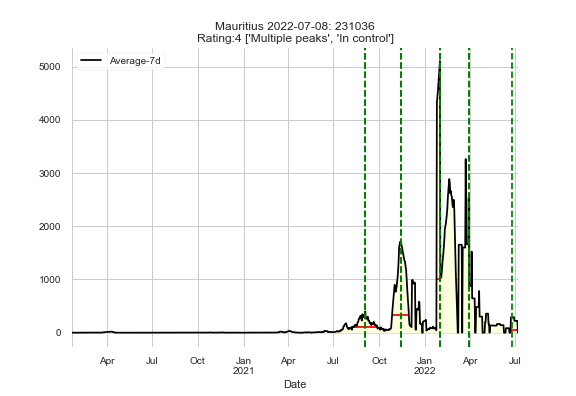 Mauritius 2022-07-08: 231036
Rating:4 ['Multiple peaks', 'In control']
Average-7d
5000
4000
3000
2000
1000
0
Apr Jul Oct Jan Apr Jul Oct Jan Apr Jul
2021 2022
Date